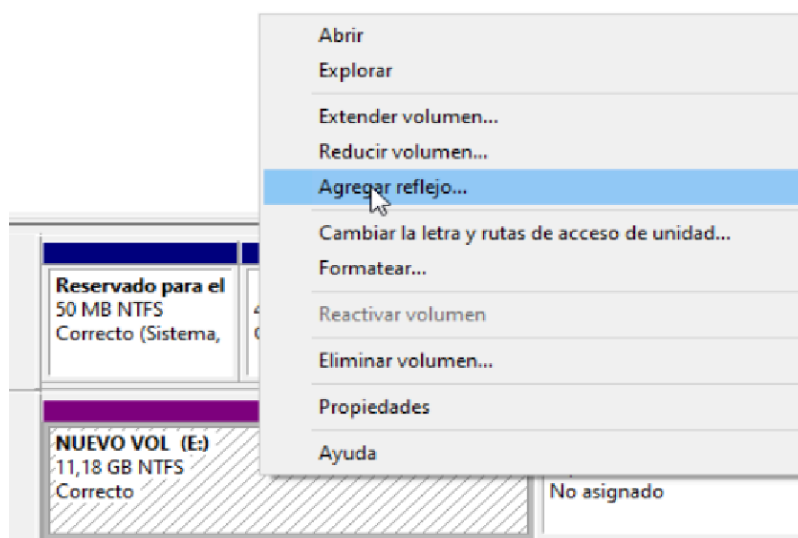 Abrir
Explorar
Extender volumen...
Reducir volumen...
Agregar reflejo...
Cambiar la letra y rutas de acceso de unidad...
Formatear...
Reactivar volumen
Eliminar volumen...
Propiedades
Ayuda
Reservado para el
50 MB NTFS
Correcto (Sistema,
NUEVO VOL (E:)
11,18 GB NTFS
Correcto
No asignado